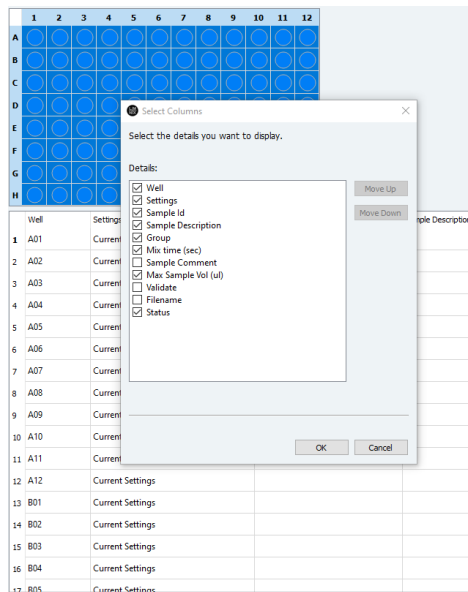 1 2 3 4 5 6 7 8 9 10 11 12
A
B
C
D
E
F
G
H
Select Columns
Select the details you want to display.
Details:
Well
Settings
Sample Id
Sample Description
Group
Mix time (sec)
Sample Comment
Max Sample Vol (ul)
Validate
Filename
Status
Move Up
Move Down
OK Cancel
Well Settings mple Description
1 A01 Current
2 A02 Current
3 A03 Current
4 A04 Current
5 A05 Current
6 A06 Current
7 A07 Current
8 A08 Current
9 A09 Current
10 A10 Current
11 A11 Current
12 A12 Current Settings
13 B01 Current Settings
14 B02 Current Settings
15 B03 Current Settings
16 B04 Current Settings
17 B05 Current Settings